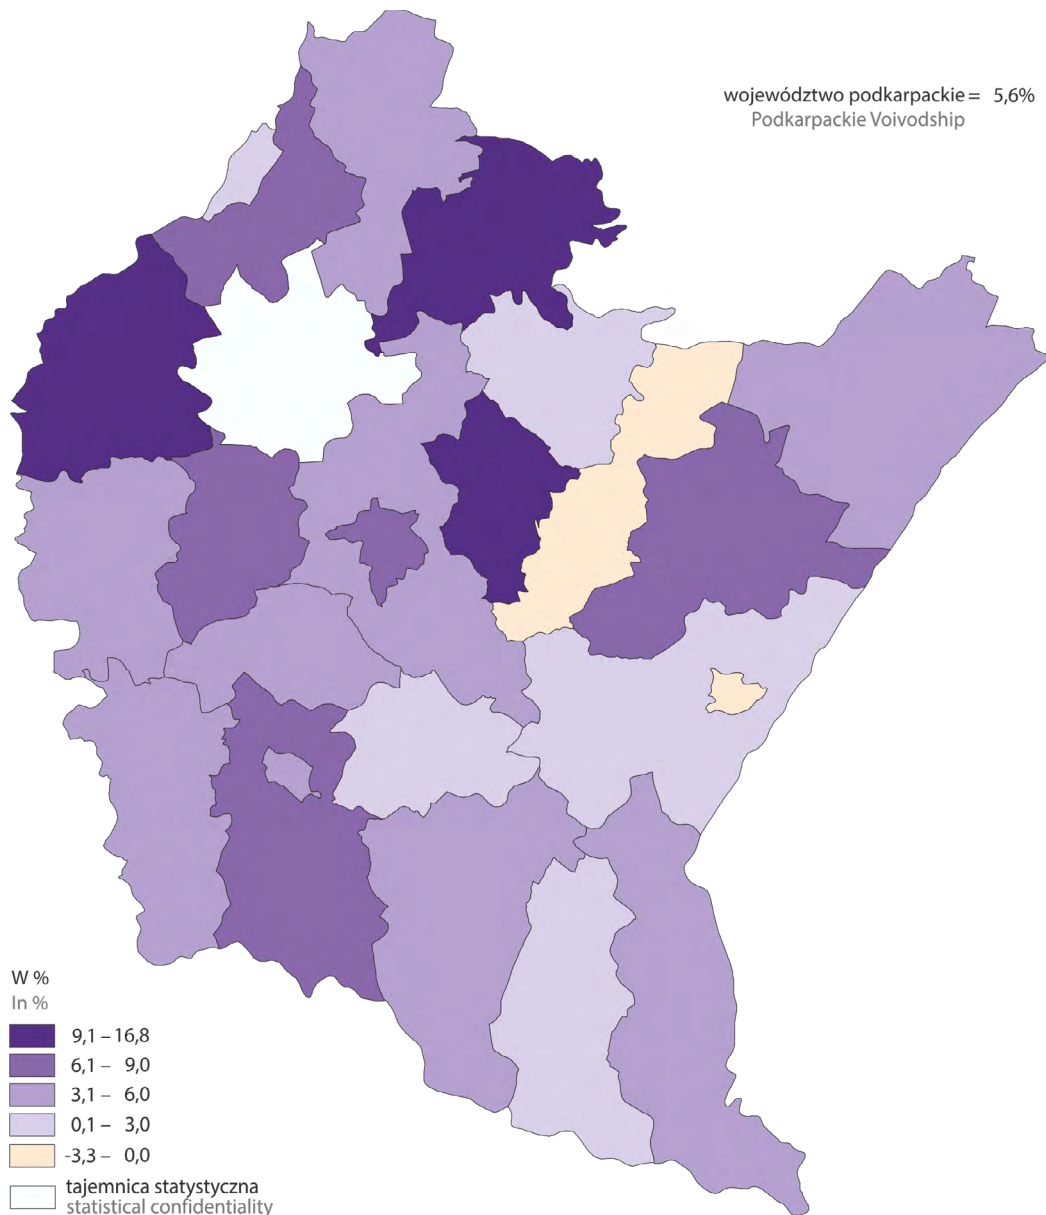 województwo podkarpackie = 5,6%
Podkarpackie Voivodship
W %
In %
9,1 – 16,8
6,1 – 9,0
3,1 – 6,0
0,1 – 3,0
-3,3 – 0,0
tajemnica statystyczna
statistical confidentiality